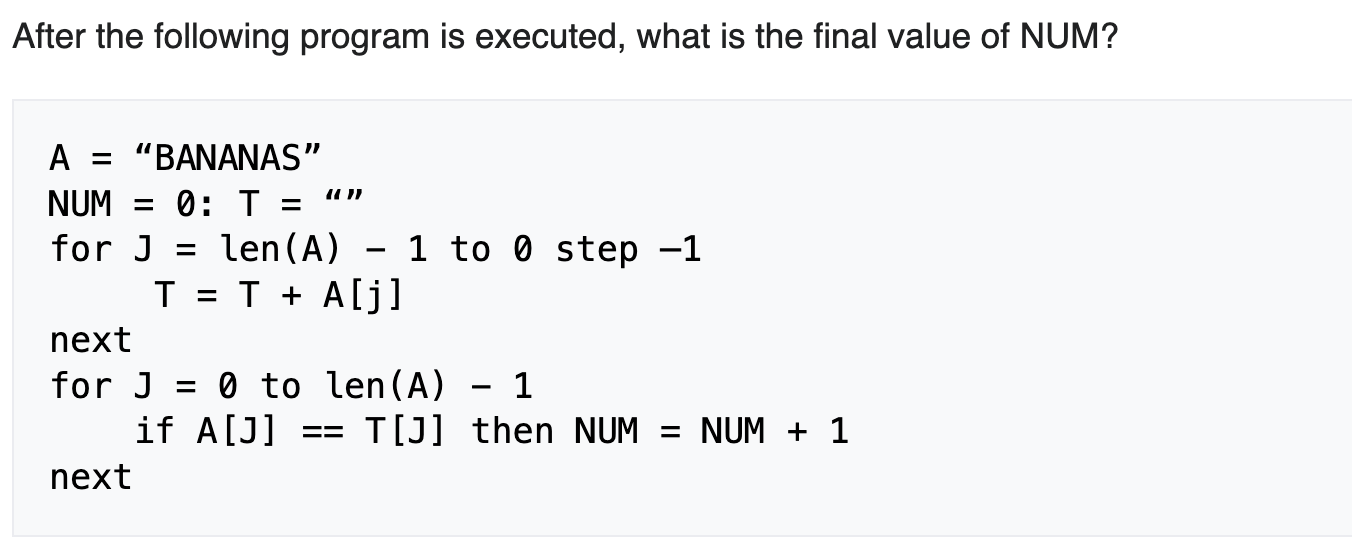 After the following program is executed, what is the final value of NUM?
A = “BANANAS”
NUM = 0: T = “”
for J = len(A) – 1 to 0 step –1
T = T + A[j]
next
for J = 0 to len(A) – 1
if A[J] == T[J] then NUM = NUM + 1
next